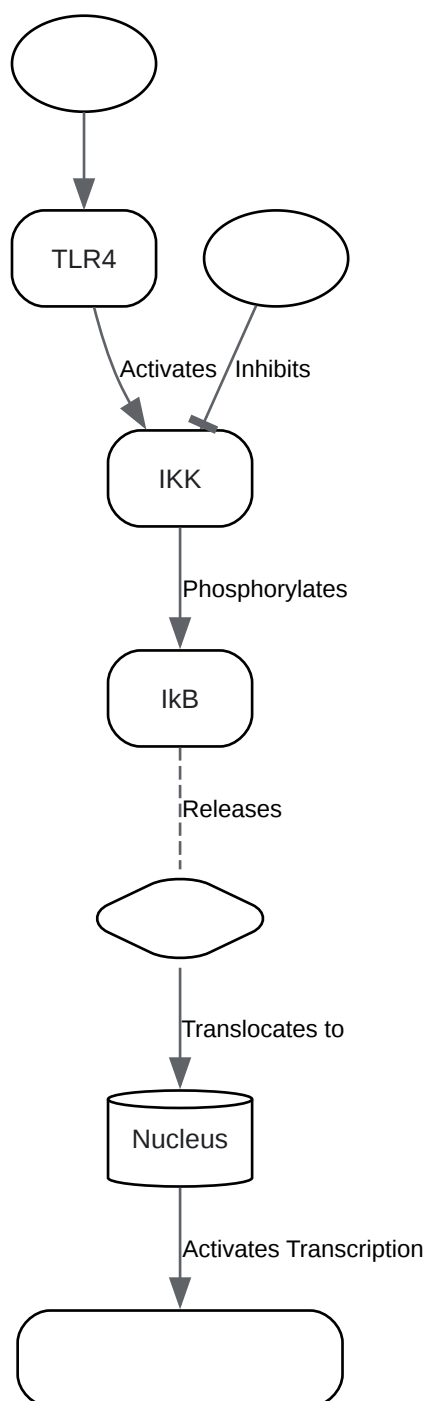 TLR4
Activates
Inhibits
IKK
Phosphorylates
IkB
Releases
Translocates to
Nucleus
Activates Transcription